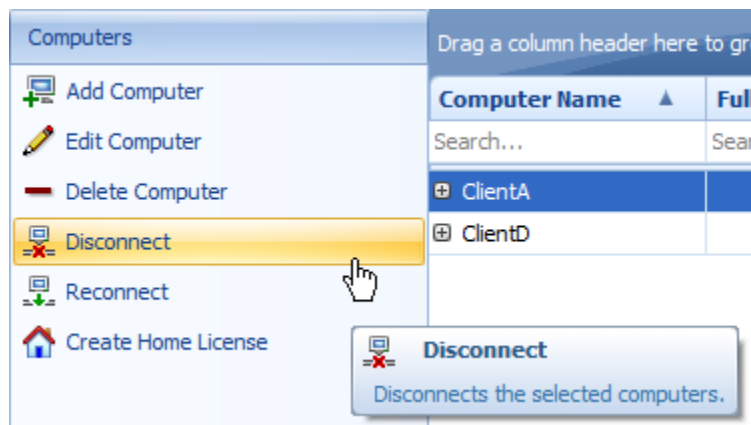 Computers
Add Computer
Edit Computer
Delete Computer
Disconnect
Reconnect
Create Home License
Drag a column header here to gr
Computer Name
Full
Search...
Sear
ClientA
ClientD
Disconnect
Disconnects the selected computers.